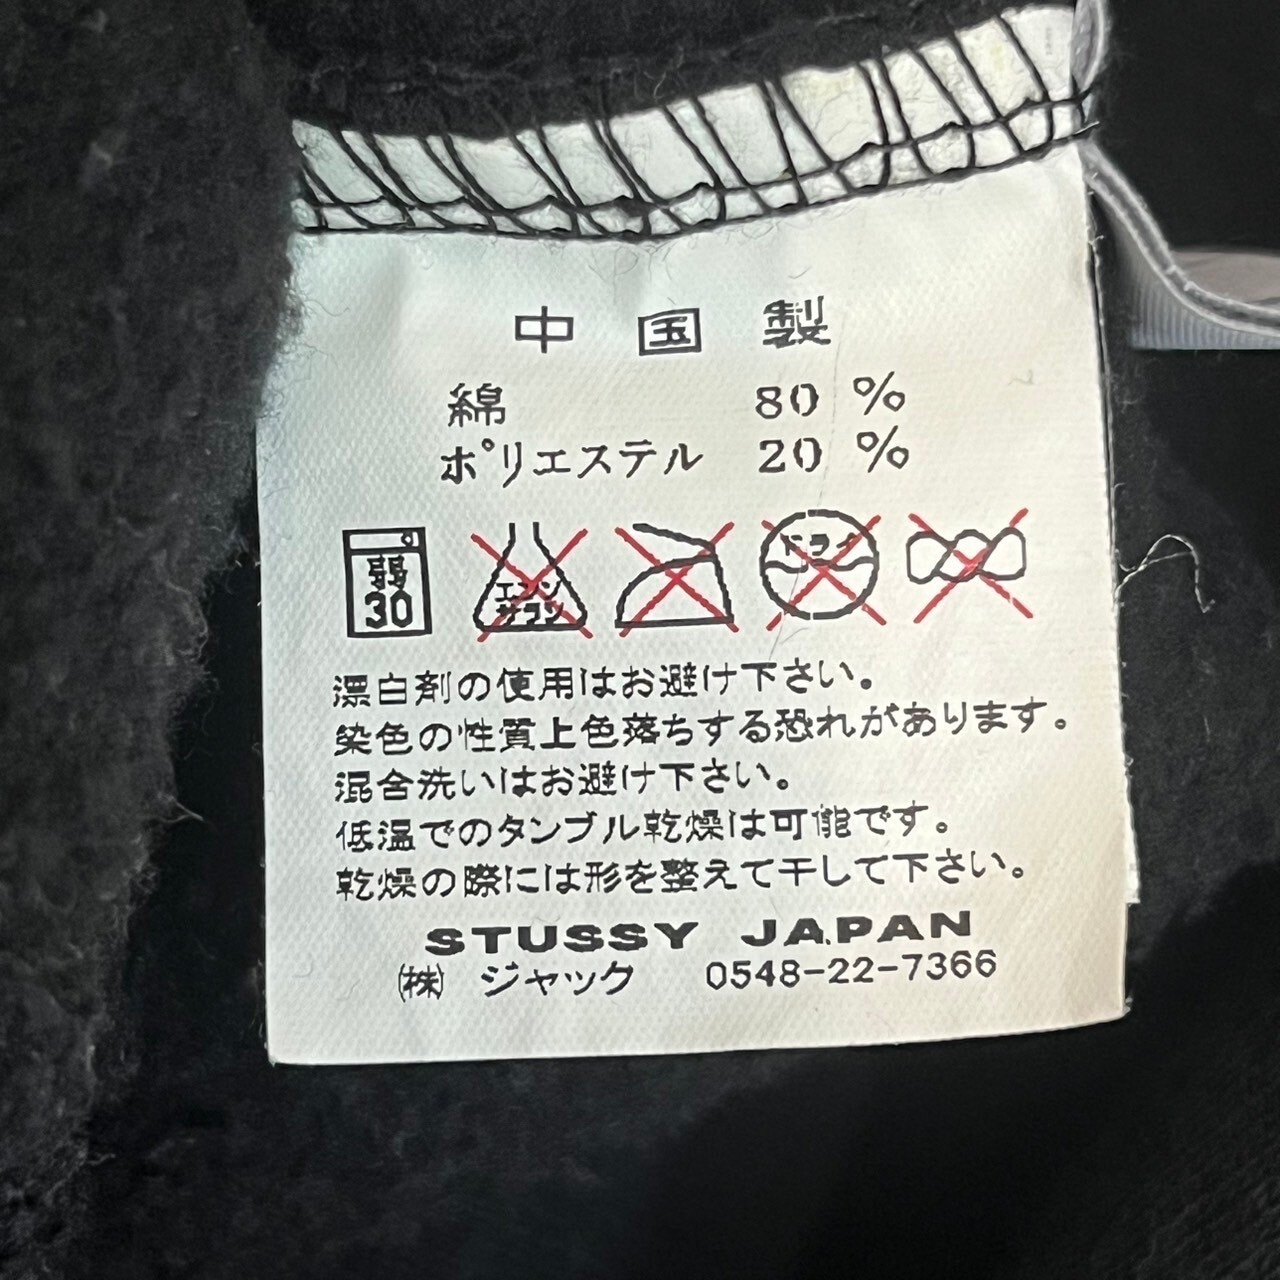 中国製
綿 80 %
ポリエステル 20 %
弱
30
エンソ
サラシ
ドライ
漂白剤の使用はお避け下さい。
染色の性質上色落ちする恐れがあります。
混合洗いはお避け下さい。
低温でのタンブル乾燥は可能です。
乾燥の際には形を整えて干して下さい。
STUSSY JAPAN
(株) ジャック 0548-22-7366